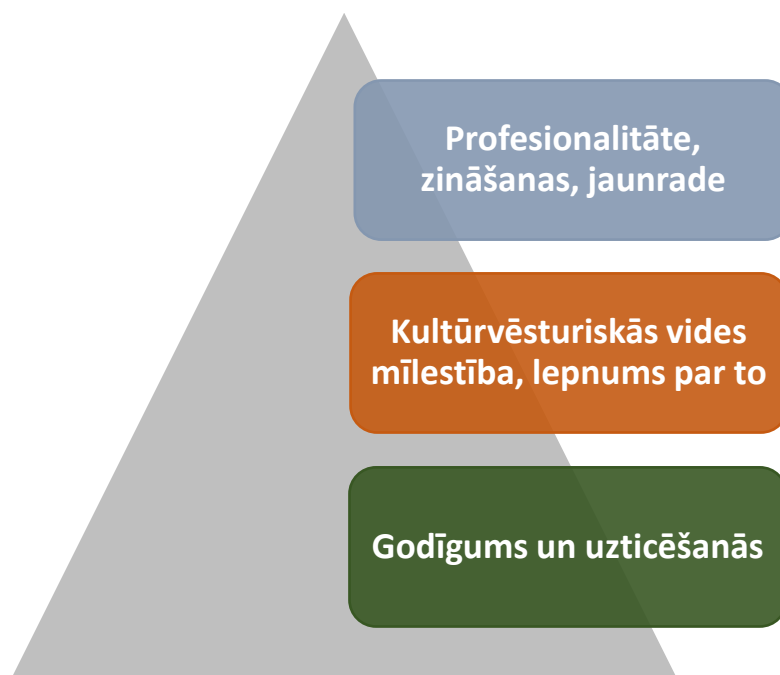 Profesionalitāte,
zināšanas, jaunrade
Kultūrvēsturiskās vides
mīlestība, lepnums par to
Godīgums un uzticēšanās